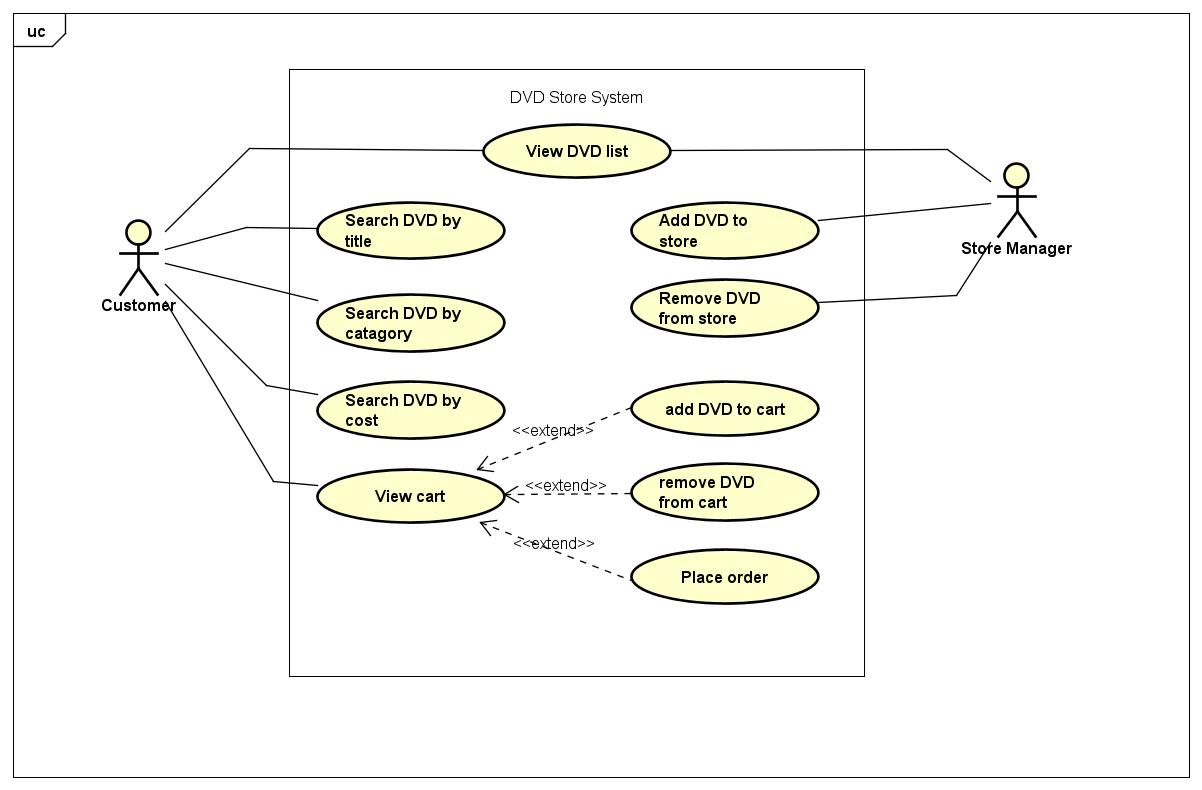 uc
DVD Store System
View DVD list
Search DVD by
title
Add DVD to
store
Store Manager
Customer
Remove DVD
from store
Search DVD by
catagory
Search DVD by
cost
add DVD to cart
<<extend>>
View cart
<<extend>>
remove DVD
from cart
<<extend>>
Place order